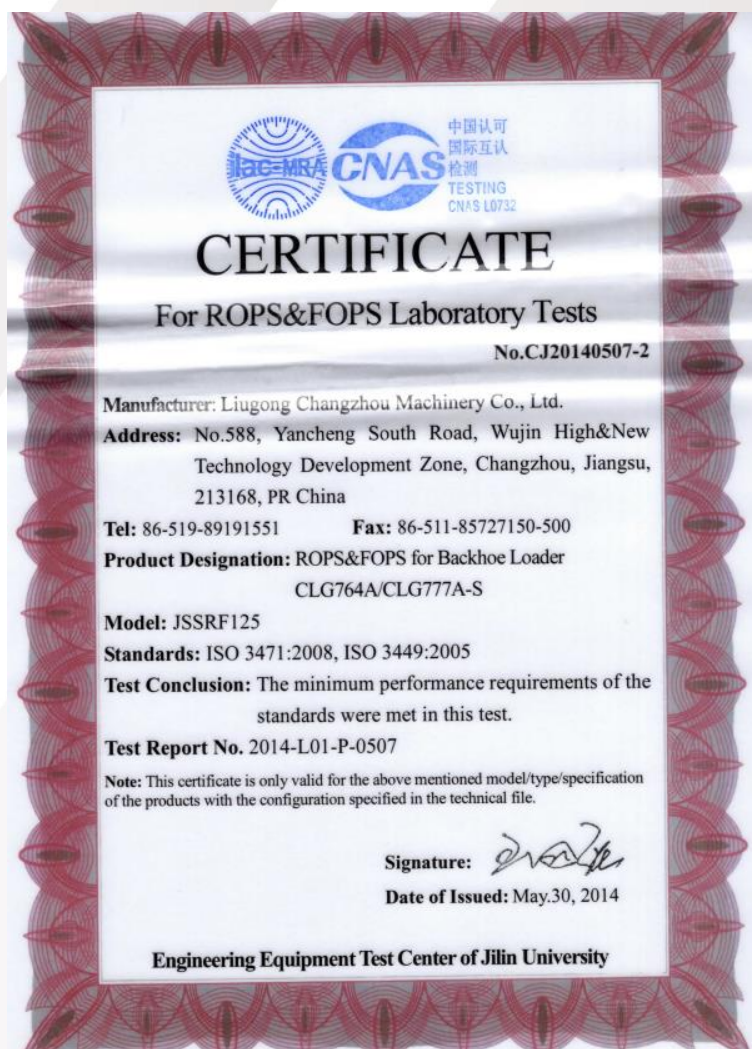 ilac-MRA
CNAS
中国认可
国际互认
检测
TESTING
CNAS L0732
CERTIFICATE
For ROPS&FOPS Laboratory Tests
No.CJ20140507-2
Manufacturer: Liugong Changzhou Machinery Co., Ltd.
Address: No.588, Yancheng South Road, Wujin High&New
Technology Development Zone, Changzhou, Jiangsu,
213168, PR China
Tel: 86-519-89191551 Fax: 86-511-85727150-500
Product Designation: ROPS&FOPS for Backhoe Loader
CLG764A/CLG777A-S
Model: JSSRF125
Standards: ISO 3471:2008, ISO 3449:2005
Test Conclusion: The minimum performance requirements of the
standards were met in this test.
Test Report No. 2014-L01-P-0507
Note: This certificate is only valid for the above mentioned model/type/specification
of the products with the configuration specified in the technical file.
Signature:
Date of Issued: May.30, 2014
Engineering Equipment Test Center of Jilin University